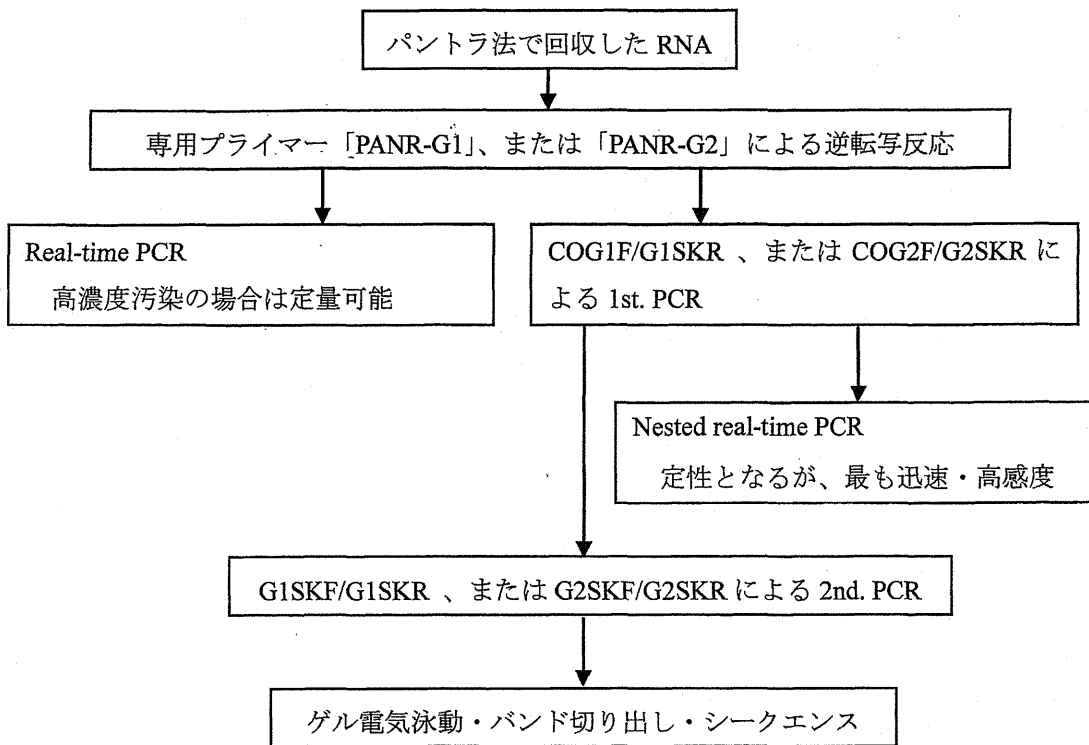 パントラ法で回収した RNA
専用プライマー「PANR-G1」、または「PANR-G2」による逆転写反応
Real-time PCR
高濃度汚染の場合は定量可能
COG1F/G1SKR 、または COG2F/G2SKR に
よる 1st. PCR
Nested real-time PCR
定性となるが、最も迅速・高感度
G1SKF/G1SKR 、または G2SKF/G2SKR による 2nd. PCR
ゲル電気泳動・バンド切り出し・シークエンス